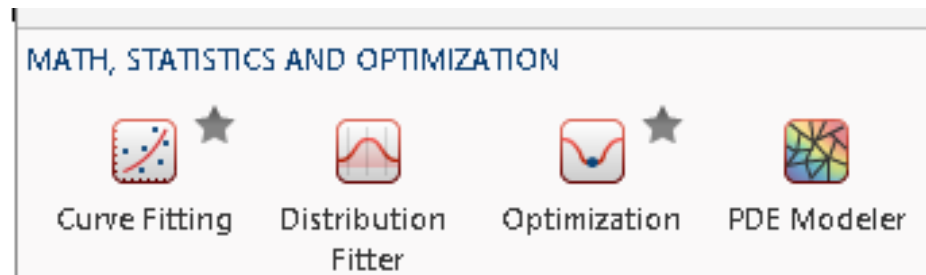 MATH, STATISTICS AND OPTIMIZATION
Curve Fitting
Distribution
Fitter
Optimization
PDE Modeler